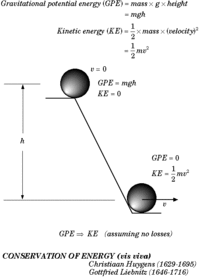 Gravitational potential energy (GPE) = mass × g × height
= mgh
Kinetic energy (KE) = 1/2 × mass × (velocity)²
= 1/2 mv²
v = 0
GPE = mgh
KE = 0
h
GPE = 0
KE = 1/2 mv²
v
GPE ⇒ KE (assuming no losses)
CONSERVATION OF ENERGY (vis viva)
Christiaan Huygens (1629-1695)
Gottfried Liebnitz (1646-1716)